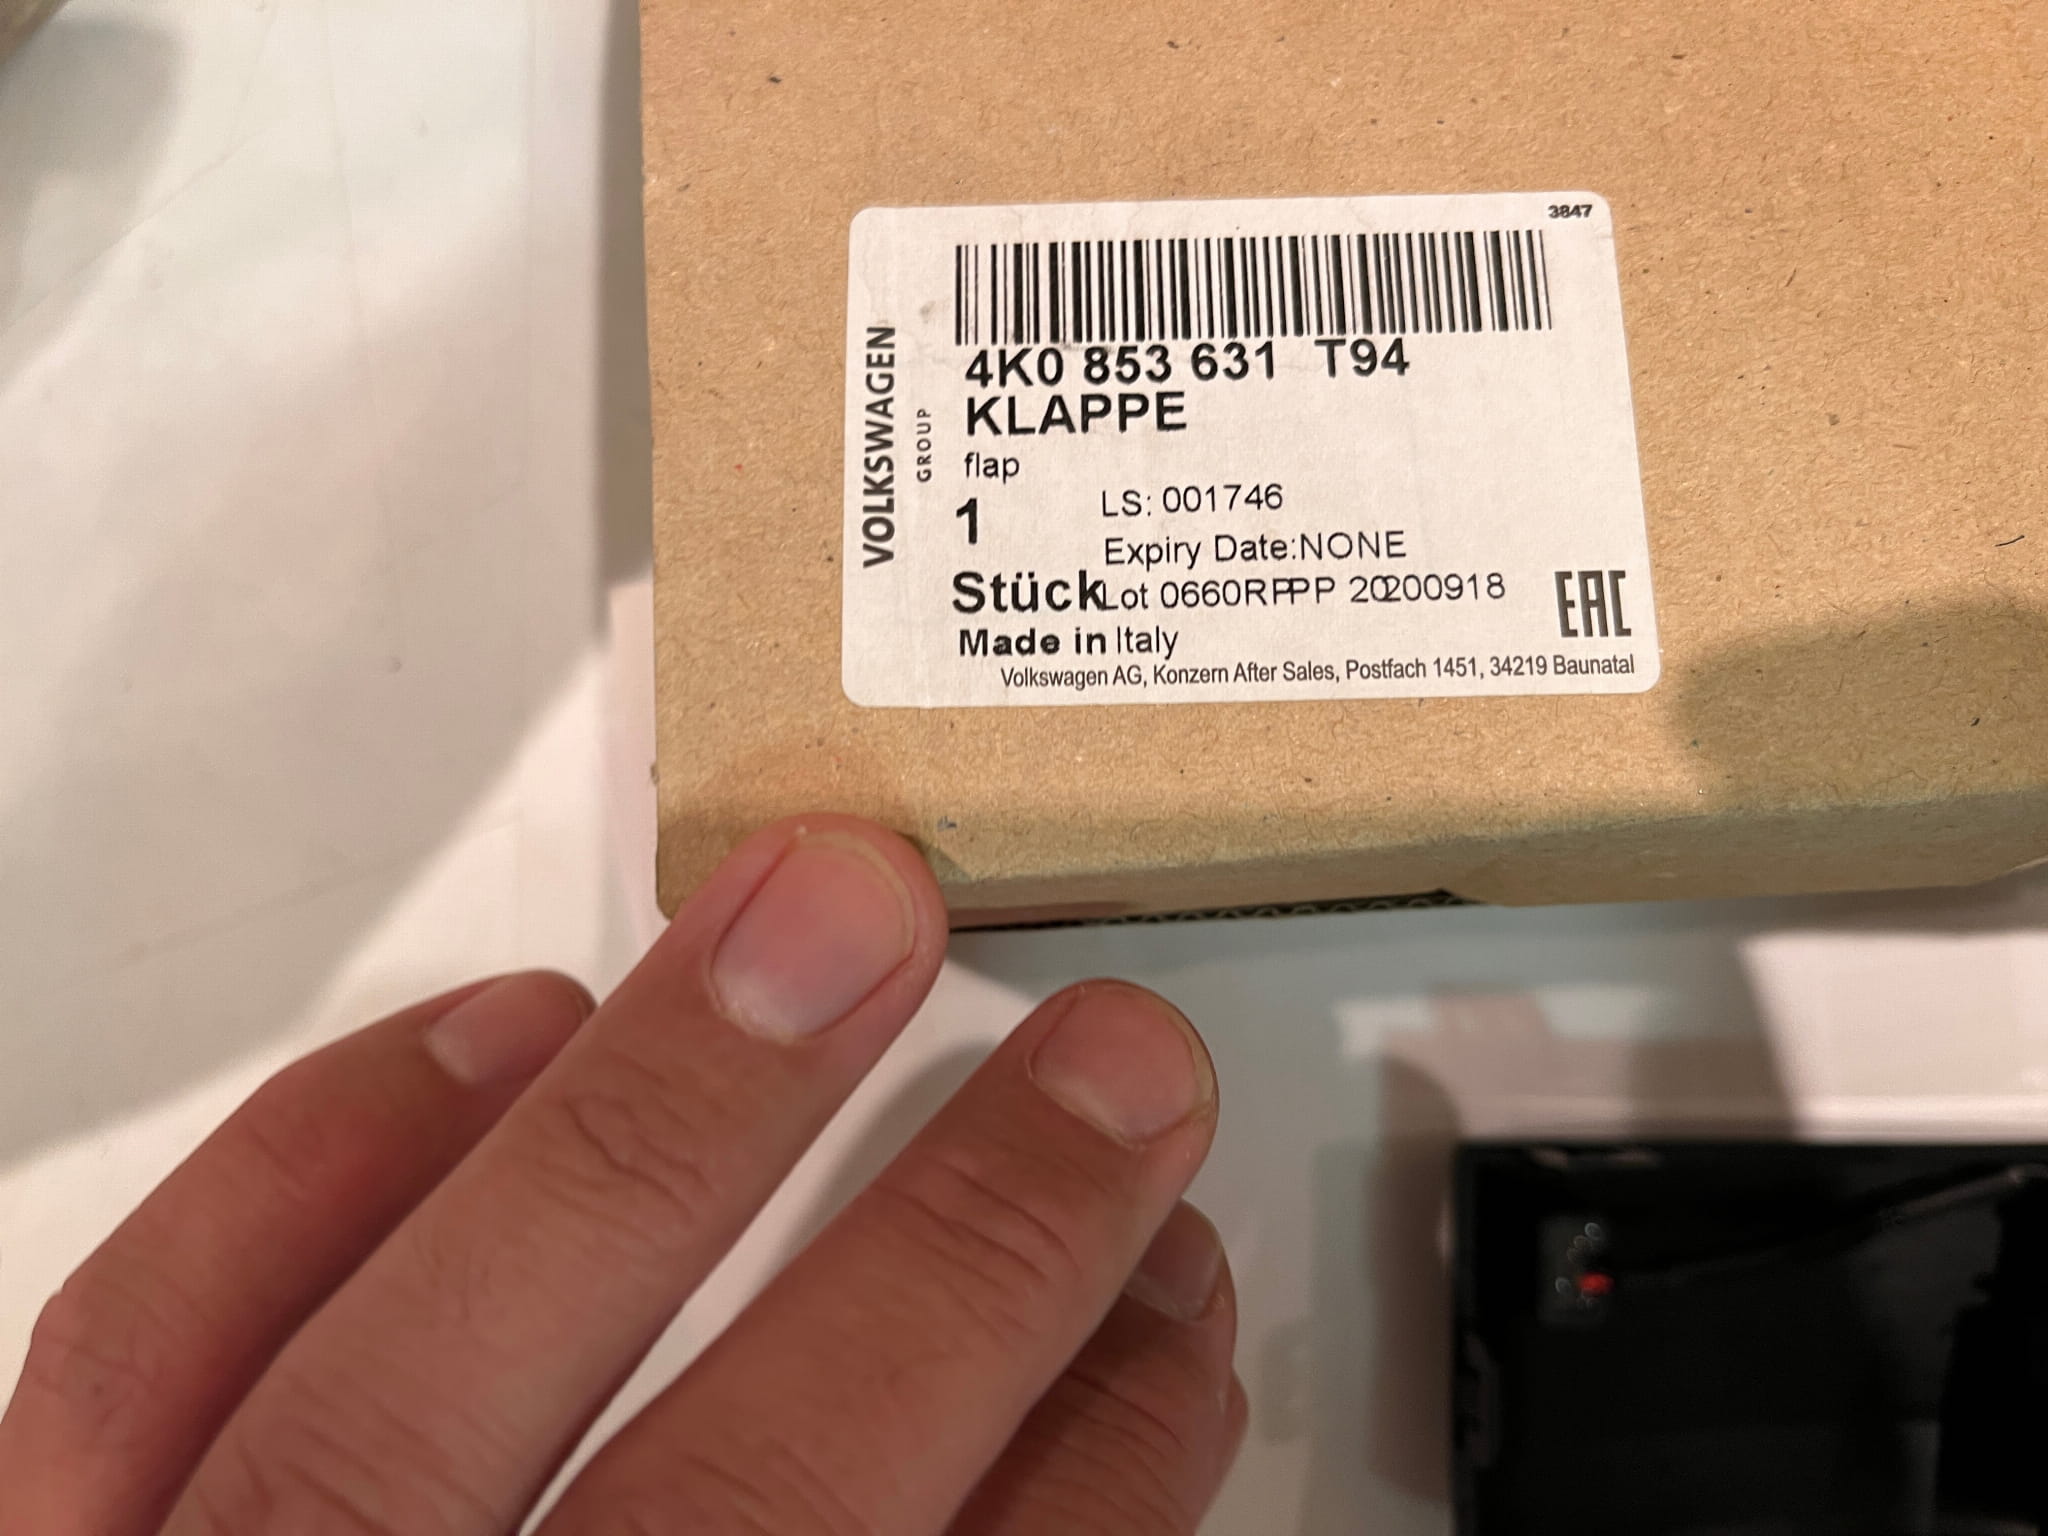 3847
VOLKSWAGEN
GROUP
4K0 853 631 T94
KLAPPE
flap
1
LS: 001746
Expiry Date:NONE
Stück
Lot 0660RPPP 20200918
EAC
Made in Italy
Volkswagen AG, Konzern After Sales, Postfach 1451, 34219 Baunatal